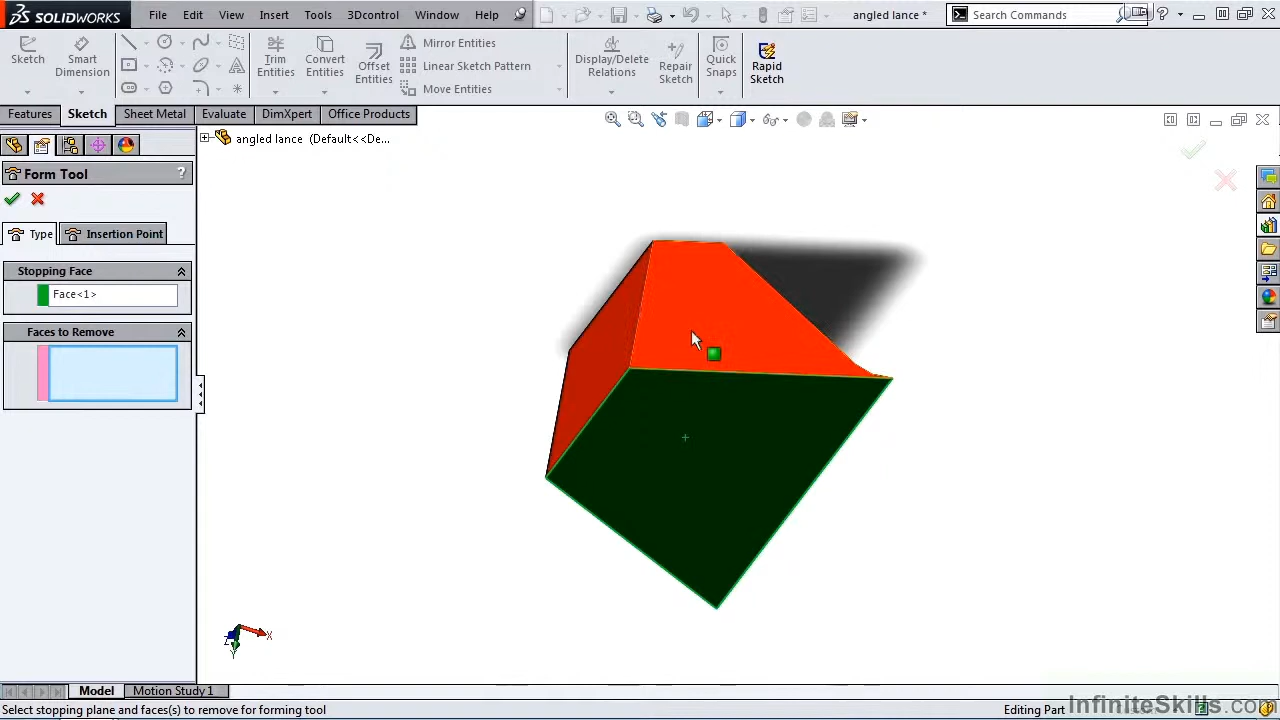 SOLIDWORKS File Edit View Insert Tools 3Dcontrol Window Help angled lance * Search Commands ?
Sketch Smart Dimension Trim Entities Convert Entities Offset Entities Mirror Entities Linear Sketch Pattern Move Entities Display/Delete Relations Repair Sketch Quick Snaps Rapid Sketch
Features Sketch Sheet Metal Evaluate DimXpert Office Products
angled lance (Default<<De...
Form Tool ?
Type Insertion Point
Stopping Face
Face<1>
Faces to Remove
X
Y
Z
Model Motion Study 1
Select stopping plane and faces(s) to remove for forming tool Editing Part
InfiniteSkills.com